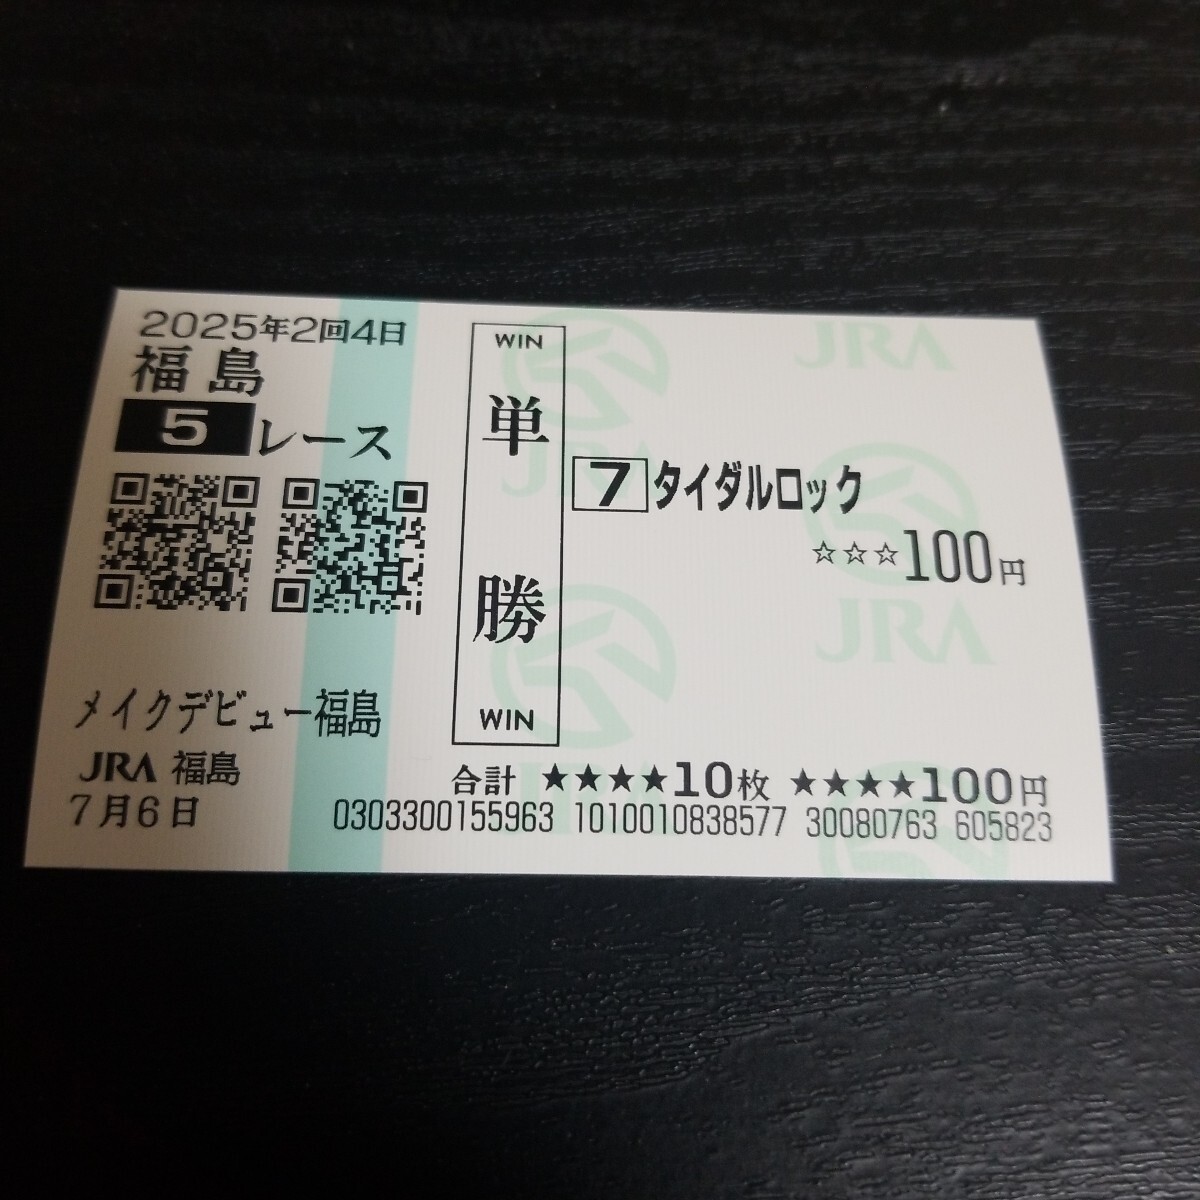 2025年2回4日
福島
5レース
メイクデビュー福島
JRA 福島
7月6日
WIN
単勝
WIN
7 タイダルロック
☆☆☆100円
合計 ★★★★10枚 ★★★★100円
0303300155963 1010010838577 30080763 605823
JRA
JRA
JRA